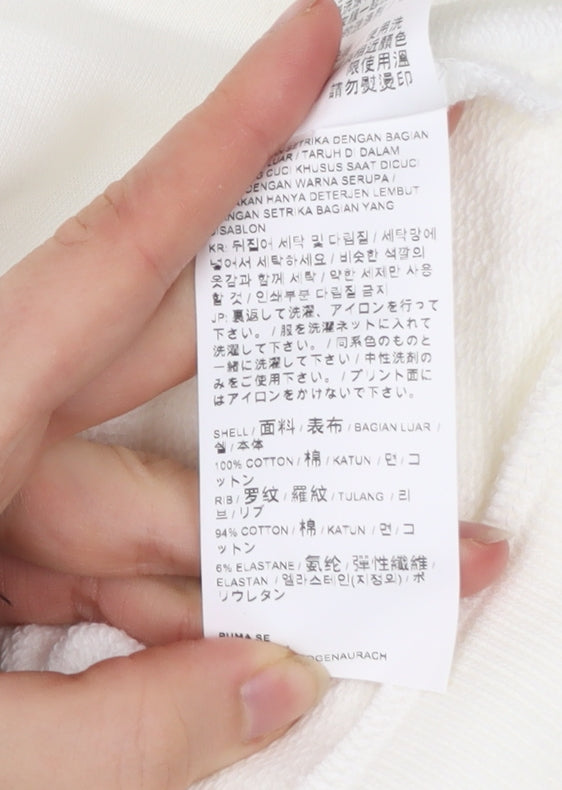 使用洗
相近顏色
限使用溫
請勿熨燙印
SETRIKA DENGAN BAGIAN
LUAR / TARUH DI DALAM
CUCI KHUSUS SAAT DICUCI
DENGAN WARNA SERUPA /
HANYA DETERJEN LEMBUT
SETRIKA BAGIAN YANG
DISABLON
KR: 뒤집어 세탁 및 다림질 / 세탁망에
넣어서 세탁하세요 / 비슷한 색깔의
옷감과 함께 세탁 / 약한 세제만 사용
할 것 / 인쇄부분 다림질 금지
JP: 裏返して洗濯、アイロンを行って
下さい。 / 服を洗濯ネットに入れて
洗濯して下さい。 / 同系色のものと
一緒に洗濯して下さい / 中性洗剤の
みをご使用下さい。 / プリント面に
はアイロンをかけないで下さい。
SHELL / 面料 / 表布 / BAGIAN LUAR /
쉘 / 本体
100% COTTON / 棉 / KATUN / 면 / コ
ットン
RIB / 罗纹 / 羅紋 / TULANG / 리
브 / リブ
94% COTTON / 棉 / KATUN / 면 / コ
ットン
6% ELASTANE / 氨纶 / 彈性纖維 /
ELASTAN / 엘라스테인(지정외) / ポ
リウレタン
PUMA SE
OGENAURACH